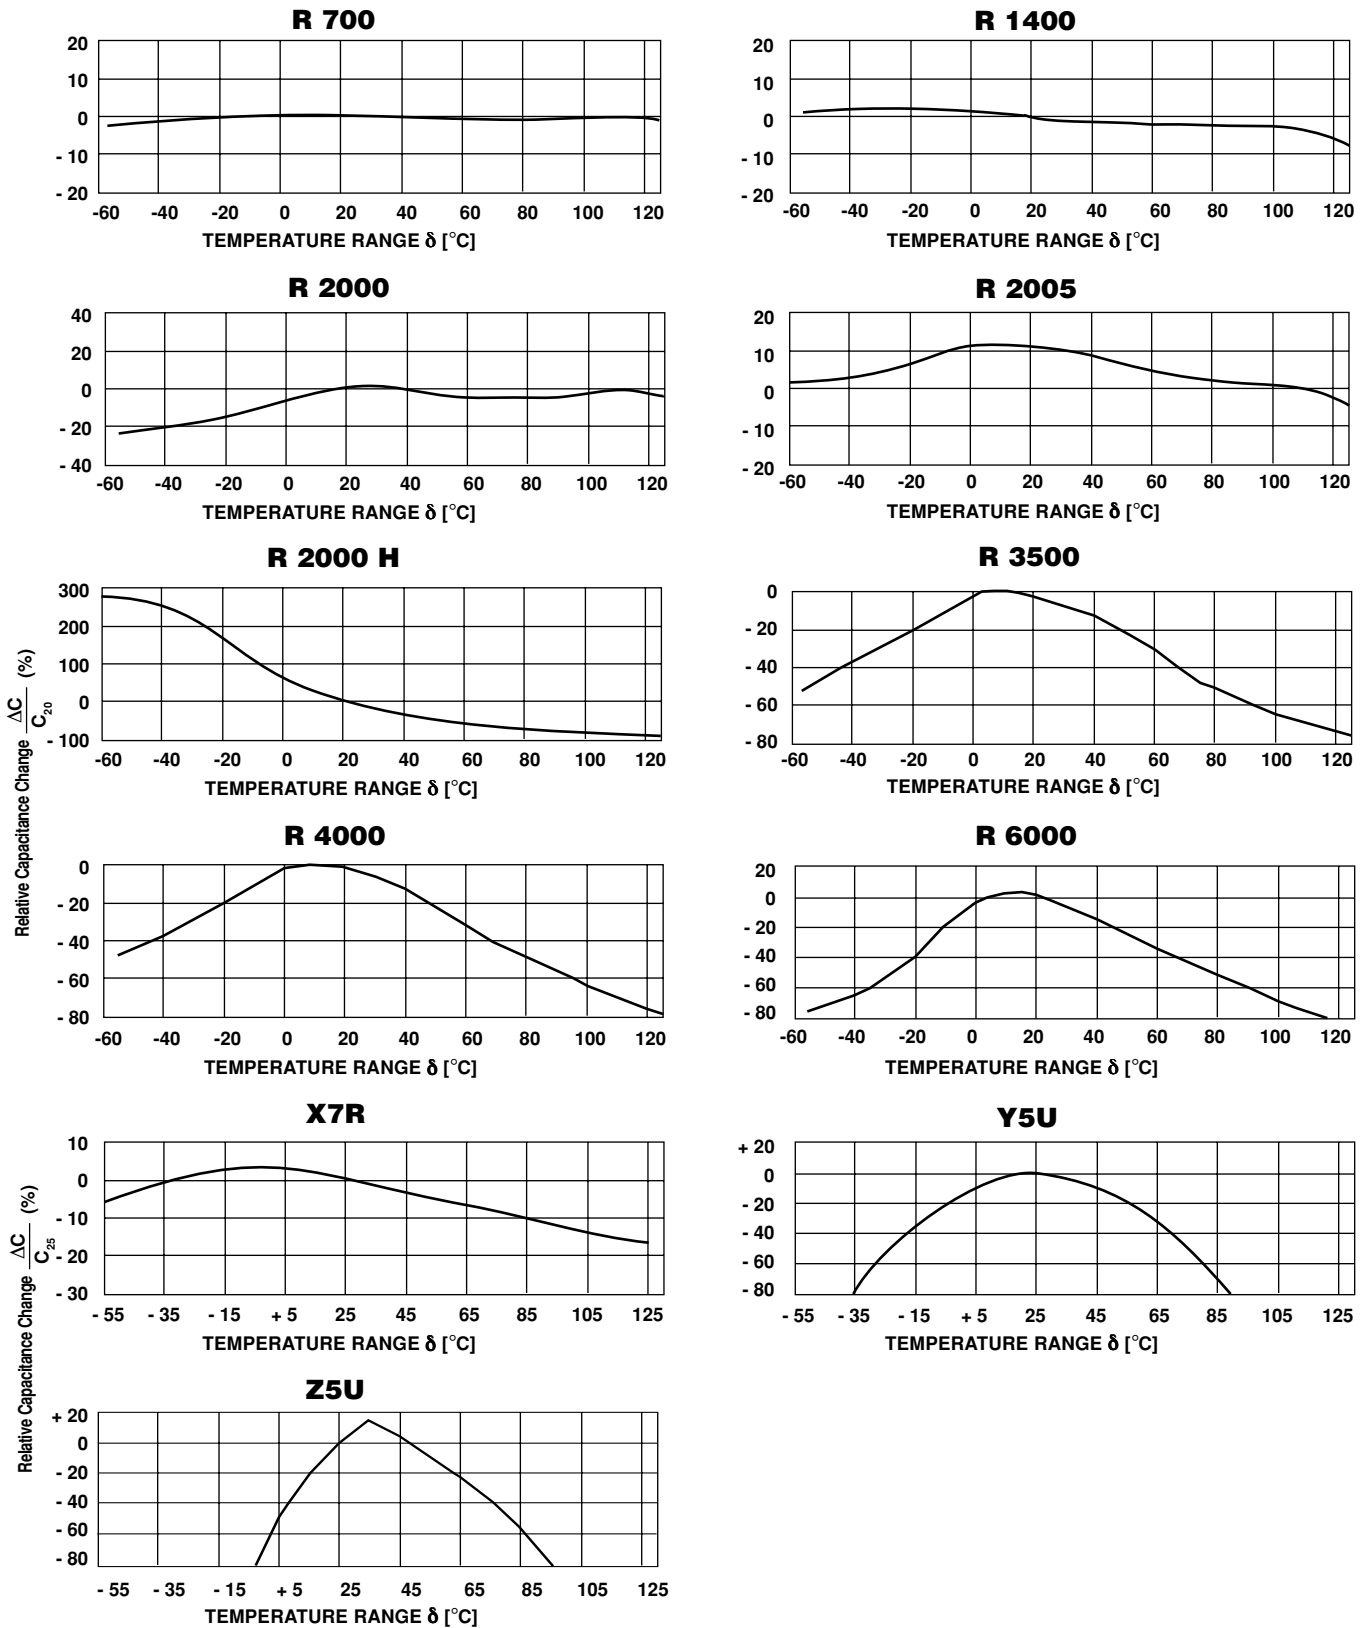 R 700
20
10
0
- 10
- 20
-60 -40 -20 0 20 40 60 80 100 120
TEMPERATURE RANGE δ [°C]
R 1400
20
10
0
- 10
- 20
-60 -40 -20 0 20 40 60 80 100 120
TEMPERATURE RANGE δ [°C]
R 2000
40
20
0
- 20
- 40
-60 -40 -20 0 20 40 60 80 100 120
TEMPERATURE RANGE δ [°C]
R 2005
20
10
0
- 10
- 20
-60 -40 -20 0 20 40 60 80 100 120
TEMPERATURE RANGE δ [°C]
Relative Capacitance Change ΔC/C20 (%)
R 2000 H
300
200
100
0
- 100
-60 -40 -20 0 20 40 60 80 100 120
TEMPERATURE RANGE δ [°C]
R 3500
0
- 20
- 40
- 60
- 80
-60 -40 -20 0 20 40 60 80 100 120
TEMPERATURE RANGE δ [°C]
R 4000
0
- 20
- 40
- 60
- 80
-60 -40 -20 0 20 40 60 80 100 120
TEMPERATURE RANGE δ [°C]
R 6000
20
0
- 20
- 40
- 60
- 80
-60 -40 -20 0 20 40 60 80 100 120
TEMPERATURE RANGE δ [°C]
Relative Capacitance Change ΔC/C25 (%)
X7R
10
0
- 10
- 20
- 30
- 55 - 35 - 15 + 5 25 45 65 85 105 125
TEMPERATURE RANGE δ [°C]
Y5U
+ 20
0
- 20
- 40
- 60
- 80
- 55 - 35 - 15 + 5 25 45 65 85 105 125
TEMPERATURE RANGE δ [°C]
Z5U
+ 20
0
- 20
- 40
- 60
- 80
- 55 - 35 - 15 + 5 25 45 65 85 105 125
TEMPERATURE RANGE δ [°C]